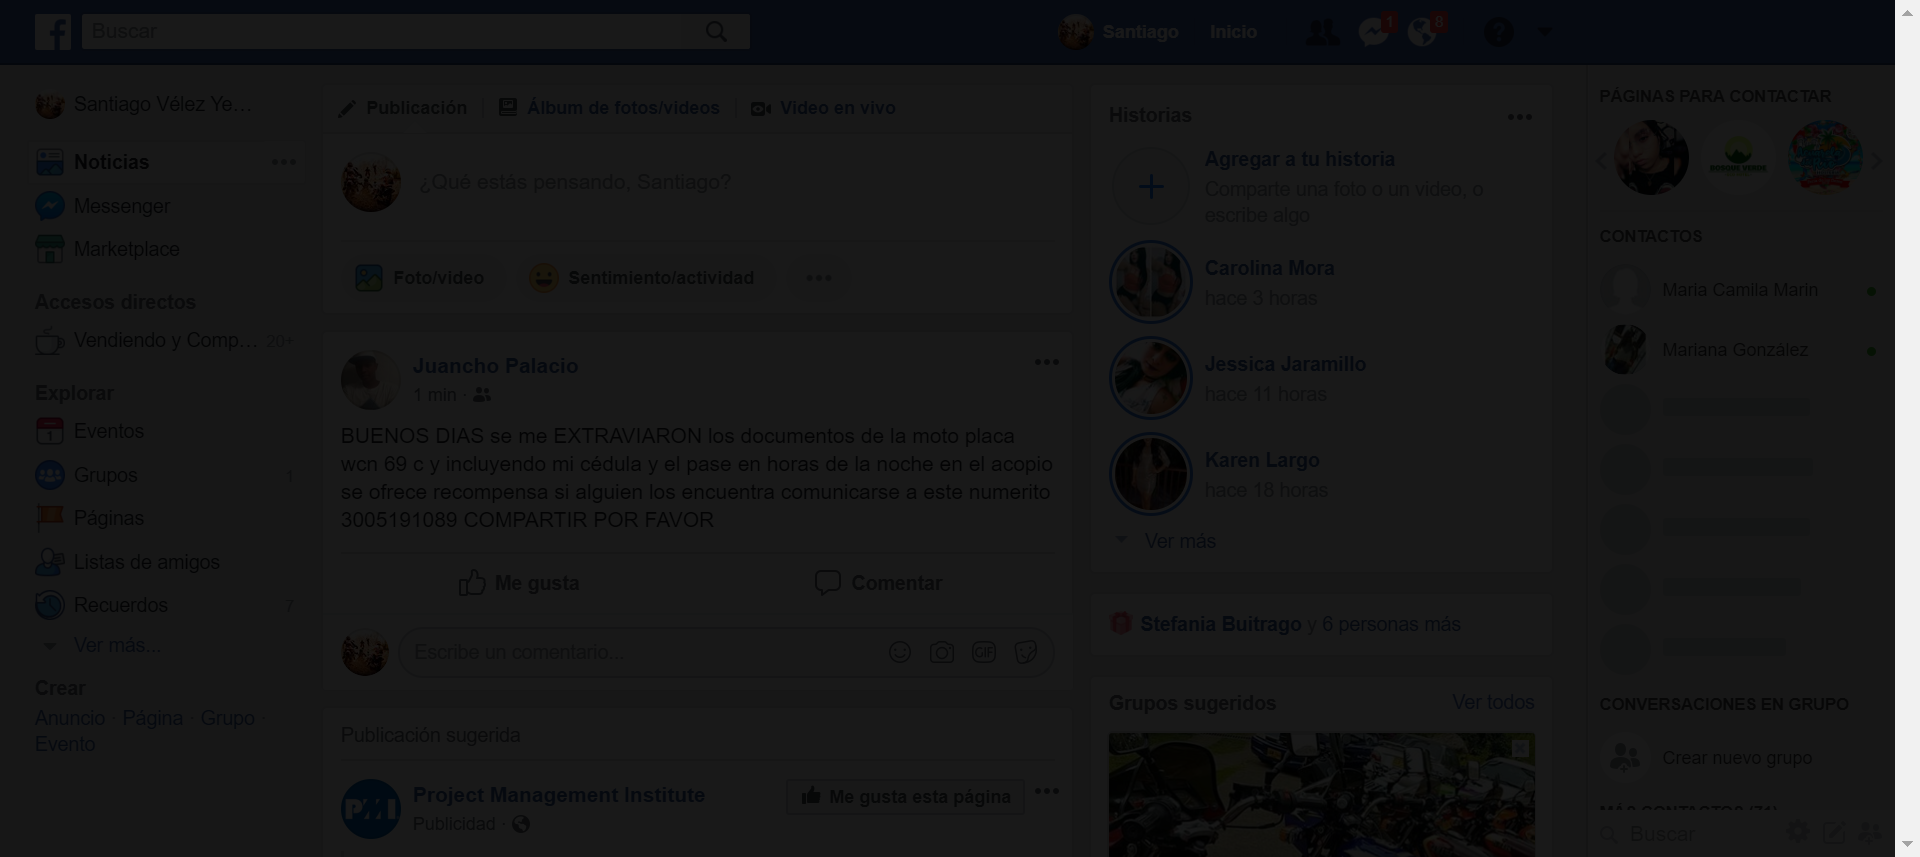 Buscar
Santiago
Inicio
1
8
?
Santiago Vélez Ye...
Noticias
Messenger
Marketplace
Accesos directos
Vendiendo y Comp... 20+
Explorar
Eventos
Grupos 1
Páginas
Listas de amigos
Recuerdos 7
Ver más...
Crear
Anuncio · Página · Grupo ·
Evento
Publicación
Álbum de fotos/videos
Video en vivo
¿Qué estás pensando, Santiago?
Foto/video
Sentimiento/actividad
Juancho Palacio
1 min ·
BUENOS DIAS se me EXTRAVIARON los documentos de la moto placa
wcn 69 c y incluyendo mi cédula y el pase en horas de la noche en el acopio
se ofrece recompensa si alguien los encuentra comunicarse a este numerito
3005191089 COMPARTIR POR FAVOR
Me gusta
Comentar
Escribe un comentario...
GIF
Publicación sugerida
PMI
Project Management Institute
Publicidad
Me gusta esta página
Historias
Agregar a tu historia
Comparte una foto o un video, o
escribe algo
Carolina Mora
hace 3 horas
Jessica Jaramillo
hace 11 horas
Karen Largo
hace 18 horas
Ver más
Stefania Buitrago y 6 personas más
Grupos sugeridos
Ver todos
PÁGINAS PARA CONTACTAR
CONTACTOS
Maria Camila Marin
Mariana González
CONVERSACIONES EN GRUPO
Crear nuevo grupo
MÁS CONTACTOS (71)
Buscar